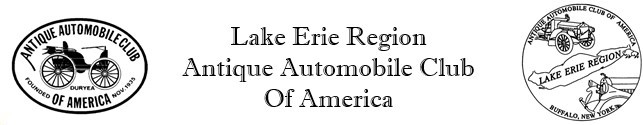 ANTIQUE AUTOMOBILE CLUB
DURYEA
FOUNDED NOV. 1935
OF AMERICA
Lake Erie Region
Antique Automobile Club
Of America
ANTIQUE AUTOMOBILE CLUB OF AMERICA
LAKE ERIE REGION
BUFFALO, NEW YORK